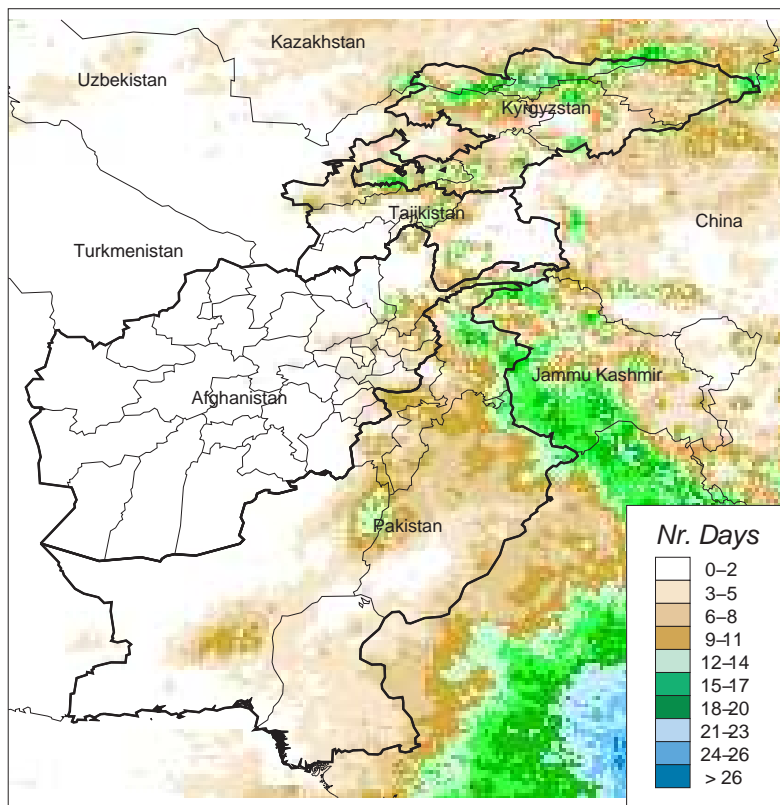 Kazakhstan
Uzbekistan
Kyrgyzstan
Tajikistan
China
Turkmenistan
Jammu Kashmir
Afghanistan
Pakistan
Nr. Days
0–2
3–5
6–8
9–11
12–14
15–17
18–20
21–23
24–26
> 26